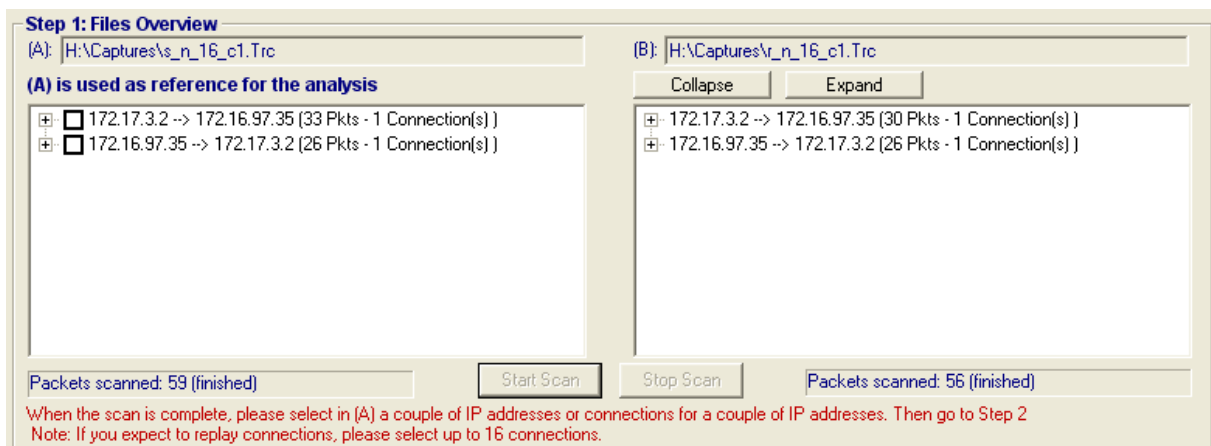 Step 1: Files Overview
(A): H:\Captures\s_n_16_c1.Trc
(B): H:\Captures\r_n_16_c1.Trc
(A) is used as reference for the analysis
Collapse
Expand
172.17.3.2 --> 172.16.97.35 (33 Pkts - 1 Connection(s) )
172.16.97.35 --> 172.17.3.2 (26 Pkts - 1 Connection(s) )
172.17.3.2 --> 172.16.97.35 (30 Pkts - 1 Connection(s) )
172.16.97.35 --> 172.17.3.2 (26 Pkts - 1 Connection(s) )
Packets scanned: 59 (finished)
Start Scan
Stop Scan
Packets scanned: 56 (finished)
When the scan is complete, please select in (A) a couple of IP addresses or connections for a couple of IP addresses. Then go to Step 2
Note: If you expect to replay connections, please select up to 16 connections.